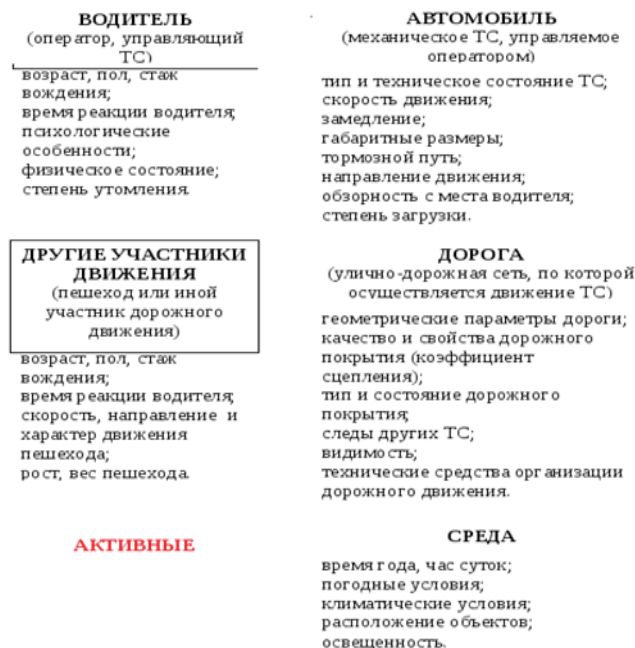 ВОДИТЕЛЬ
(оператор, управляющий
ТС)
возраст, пол, стаж
вождения;
время реакции водителя;
психологические
особенности;
физическое состояние;
степень утомления.
ДРУГИЕ УЧАСТНИКИ
ДВИЖЕНИЯ
(пешеход или иной
участник дорожного
движения)
возраст, пол, стаж
вождения;
время реакции водителя;
скорость, направление и
характер движения
пешехода;
рост, вес пешехода.
АКТИВНЫЕ
АВТОМОБИЛЬ
(механическое ТС, управляемое
оператором)
тип и техническое состояние ТС;
скорость движения;
замедление;
габаритные размеры;
тормозной путь;
направление движения;
обзорность с места водителя;
степень загрузки.
ДОРОГА
(улично-дорожная сеть, по которой
осуществляется движение ТС)
геометрические параметры дороги;
качество и свойства дорожного
покрытия (коэффициент
сцепления);
тип и состояние дорожного
покрытия;
следы других ТС;
видимость;
технические средства организации
дорожного движения.
СРЕДА
время года, час суток;
погодные условия;
климатические условия;
расположение объектов;
освещенность.